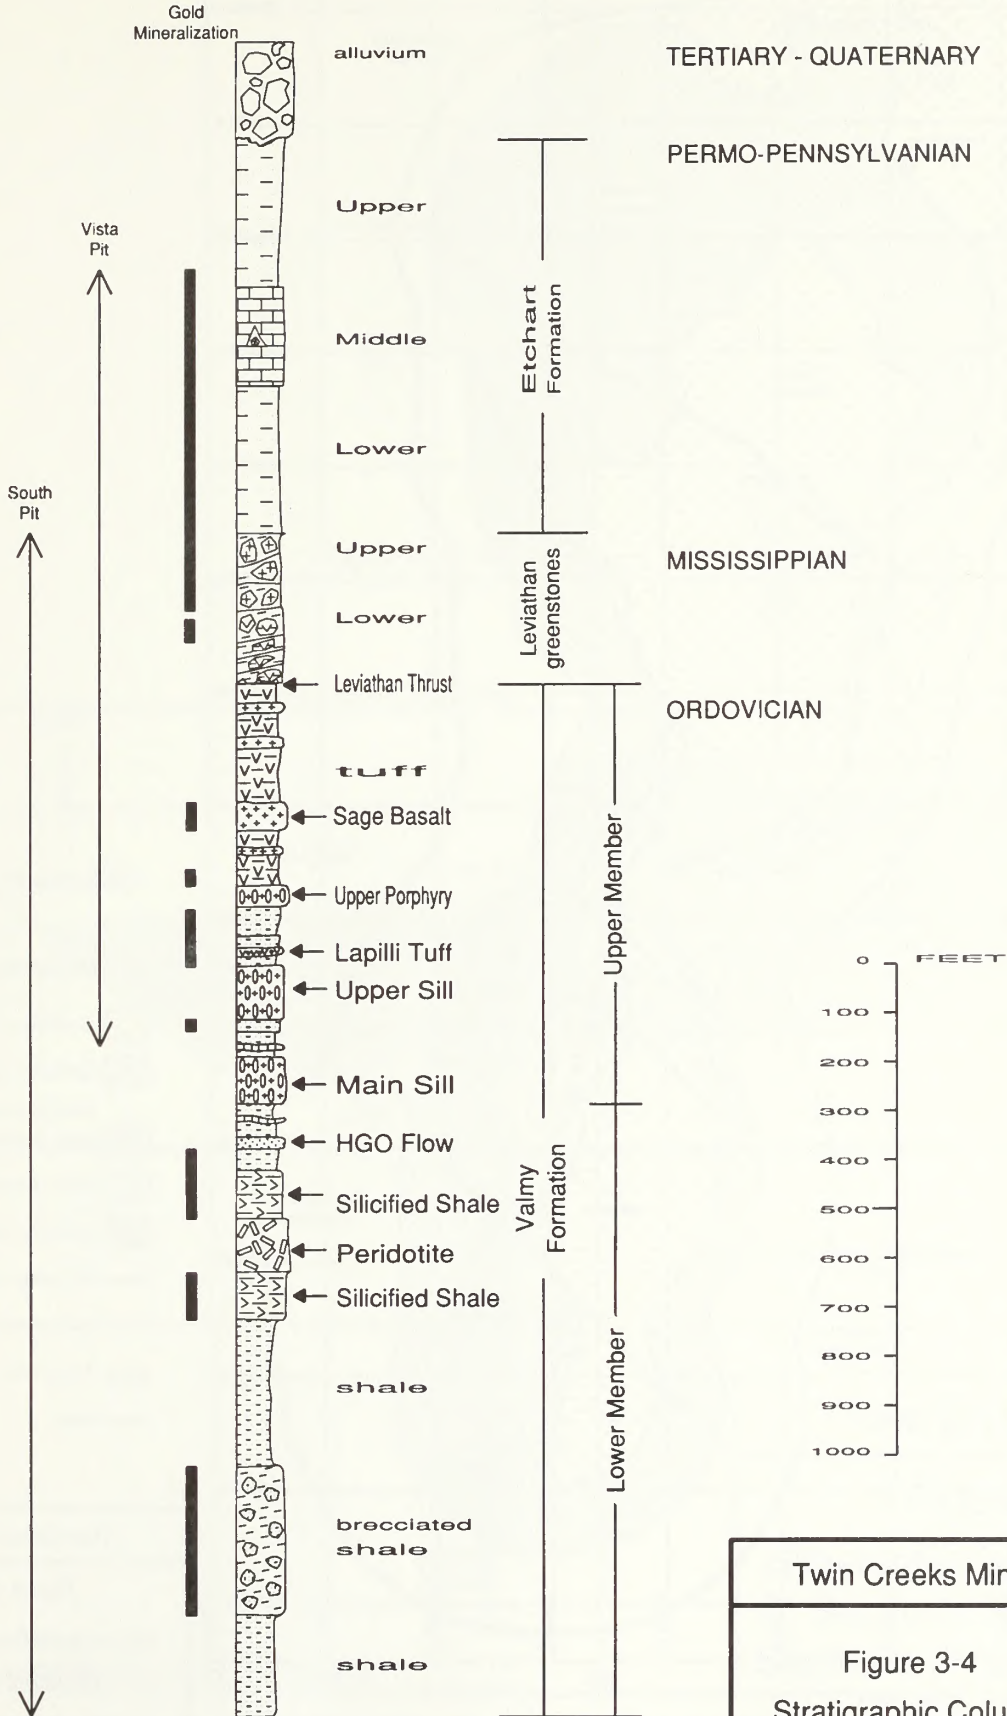 Gold
Mineralization
alluvium
TERTIARY - QUATERNARY
PERMO-PENNSYLVANIAN
Upper
Vista
Pit
Middle
Etchart
Formation
Lower
South
Pit
Upper
MISSISSIPPIAN
Leviathan
greenstones
Lower
Leviathan Thrust
ORDOVICIAN
tuff
Sage Basalt
Upper Member
Upper Porphyry
Lapilli Tuff
Upper Sill
Main Sill
HGO Flow
Valmy
Formation
Silicified Shale
Peridotite
Silicified Shale
Lower Member
shale
brecciated
shale
shale
0 FEET
100
200
300
400
500
600
700
800
900
1000
Twin Creeks Min
Figure 3-4
Stratigraphic Colu